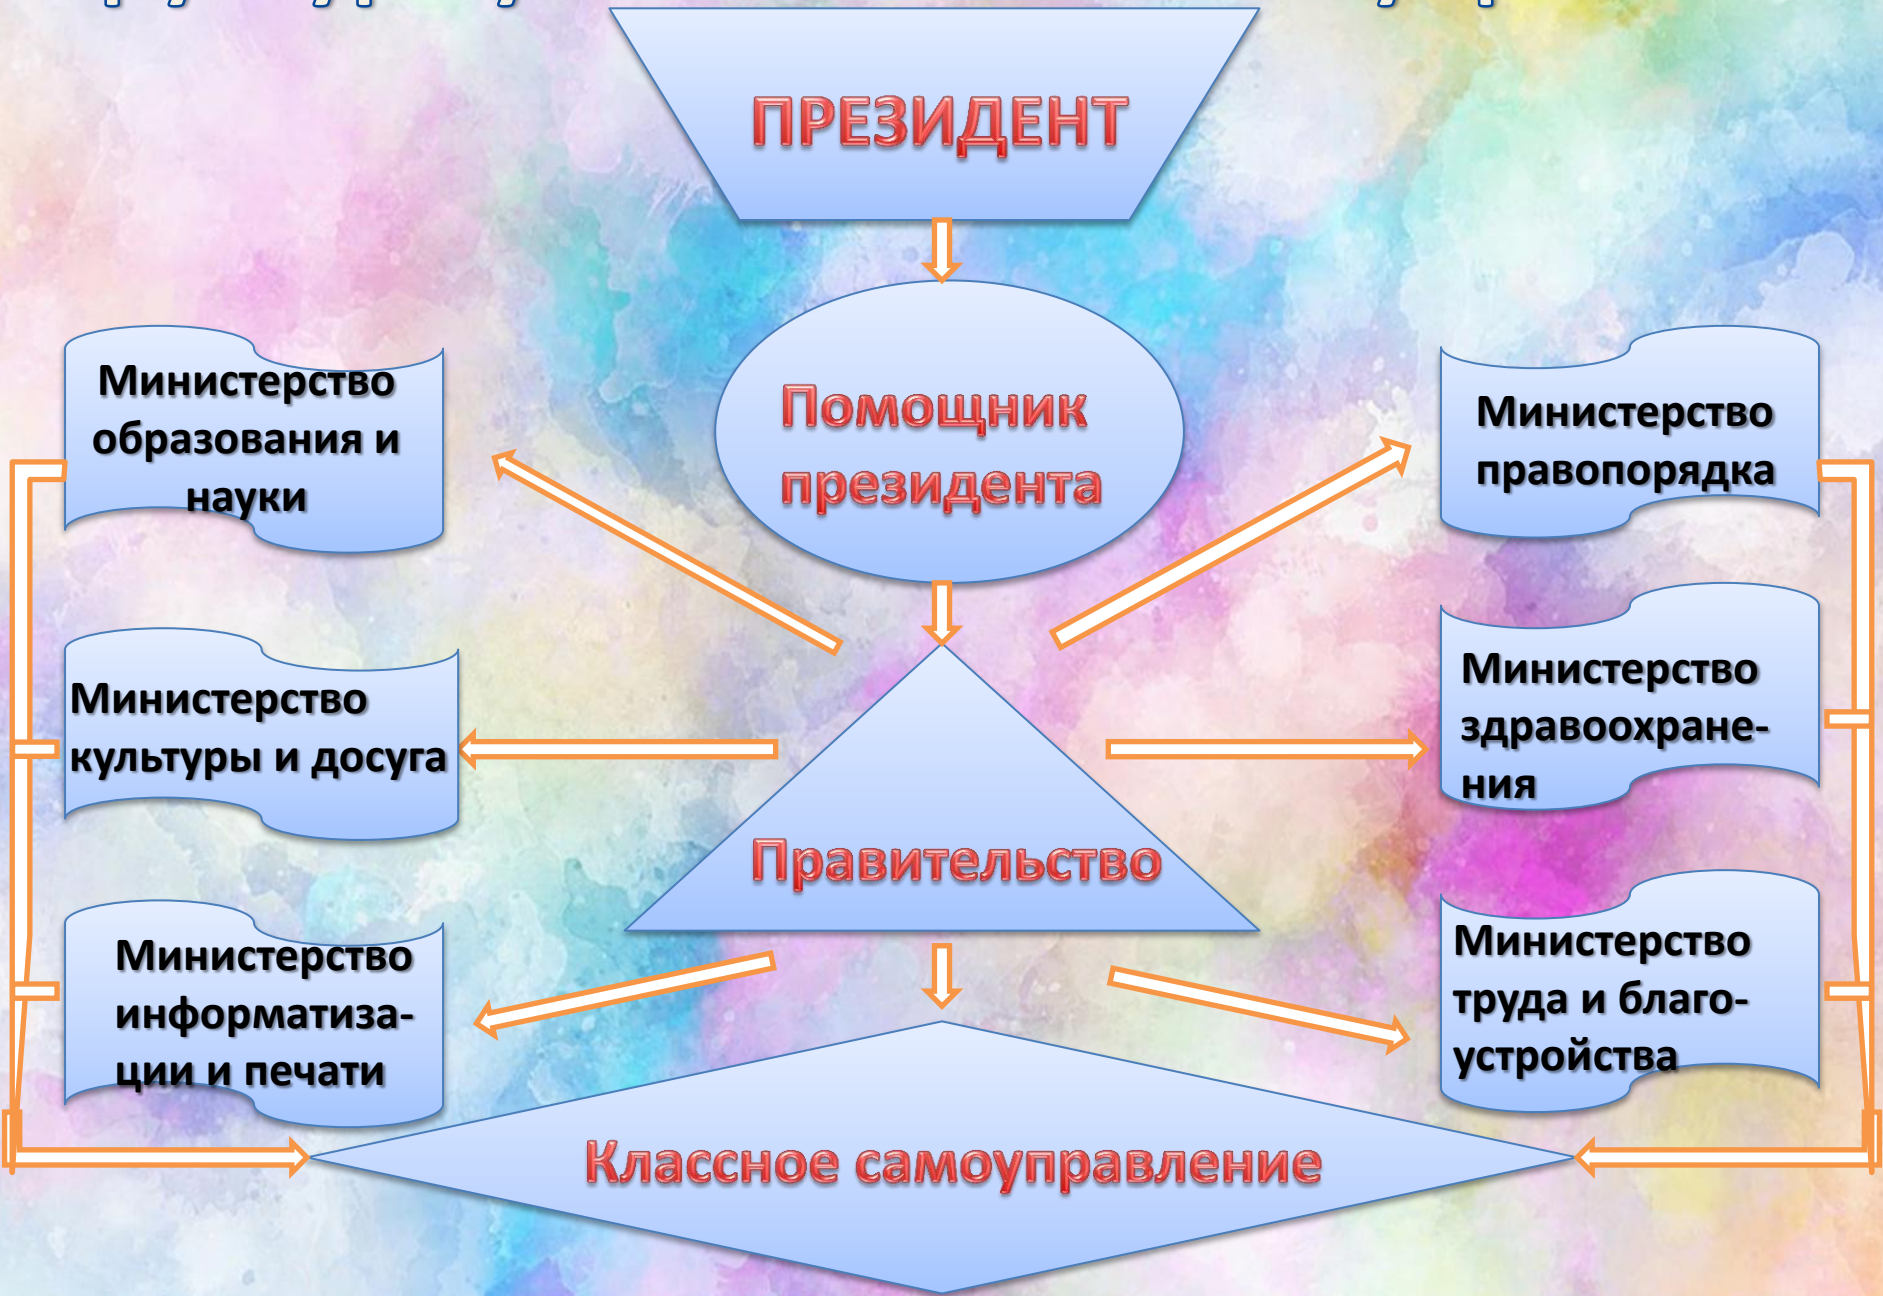 ПРЕЗИДЕНТ
Помощник
президента
Министерство
образования и
науки
Министерство
правопорядка
Министерство
культуры и досуга
Министерство
здравоохране-
ния
Правительство
Министерство
информатиза-
ции и печати
Министерство
труда и благо-
устройства
Классное самоуправление